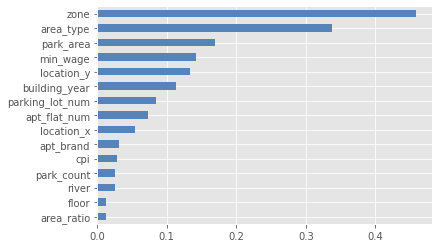 zone
area_type
park_area
min_wage
location_y
building_year
parking_lot_num
apt_flat_num
location_x
apt_brand
cpi
park_count
river
floor
area_ratio
0.0 0.1 0.2 0.3 0.4